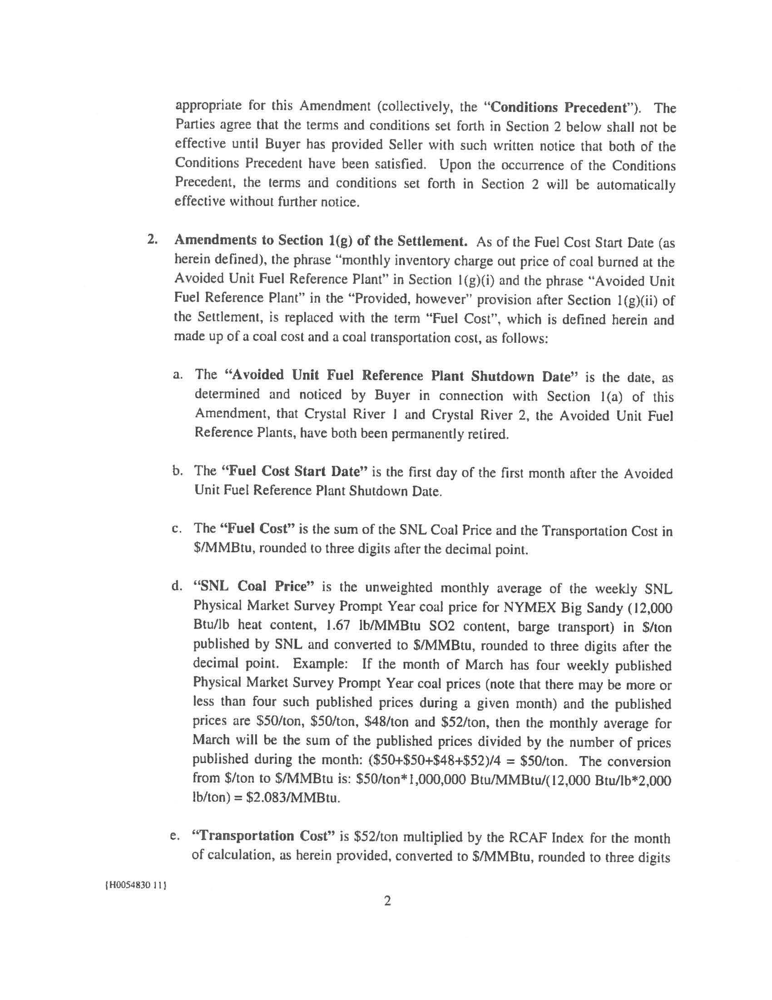 appropriate for this Amendment (collectively, the “Conditions Precedent”). The
Parties agree that the terms and conditions set forth in Section 2 below shall not be
effective until Buyer has provided Seller with such written notice that both of the
Conditions Precedent have been satisfied. Upon the occurrence of the Conditions
Precedent, the terms and conditions set forth in Section 2 will be automatically
effective without further notice.
2. Amendments to Section 1(g) of the Settlement. As of the Fuel Cost Start Date (as
herein defined), the phrase “monthly inventory charge out price of coal burned at the
Avoided Unit Fuel Reference Plant” in Section 1(g)(i) and the phrase “Avoided Unit
Fuel Reference Plant” in the “Provided, however” provision after Section 1(g)(ii) of
the Settlement, is replaced with the term “Fuel Cost”, which is defined herein and
made up of a coal cost and a coal transportation cost, as follows:
a. The “Avoided Unit Fuel Reference Plant Shutdown Date” is the date, as
determined and noticed by Buyer in connection with Section 1(a) of this
Amendment, that Crystal River 1 and Crystal River 2, the Avoided Unit Fuel
Reference Plants, have both been permanently retired.
b. The “Fuel Cost Start Date” is the first day of the first month after the Avoided
Unit Fuel Reference Plant Shutdown Date.
c. The “Fuel Cost” is the sum of the SNL Coal Price and the Transportation Cost in
$/MMBtu, rounded to three digits after the decimal point.
d. “SNL Coal Price” is the unweighted monthly average of the weekly SNL
Physical Market Survey Prompt Year coal price for NYMEX Big Sandy (12,000
Btu/lb heat content, 1.67 lb/MMBtu SO2 content, barge transport) in $/ton
published by SNL and converted to $/MMBtu, rounded to three digits after the
decimal point. Example: If the month of March has four weekly published
Physical Market Survey Prompt Year coal prices (note that there may be more or
less than four such published prices during a given month) and the published
prices are $50/ton, $50/ton, $48/ton and $52/ton, then the monthly average for
March will be the sum of the published prices divided by the number of prices
published during the month: ($50+$50+$48+$52)/4 = $50/ton. The conversion
from $/ton to $/MMBtu is: $50/ton*1,000,000 Btu/MMBtu/(12,000 Btu/lb*2,000
lb/ton) = $2.083/MMBtu.
e. “Transportation Cost” is $52/ton multiplied by the RCAF Index for the month
of calculation, as herein provided, converted to $/MMBtu, rounded to three digits
{H0054830 11}
2